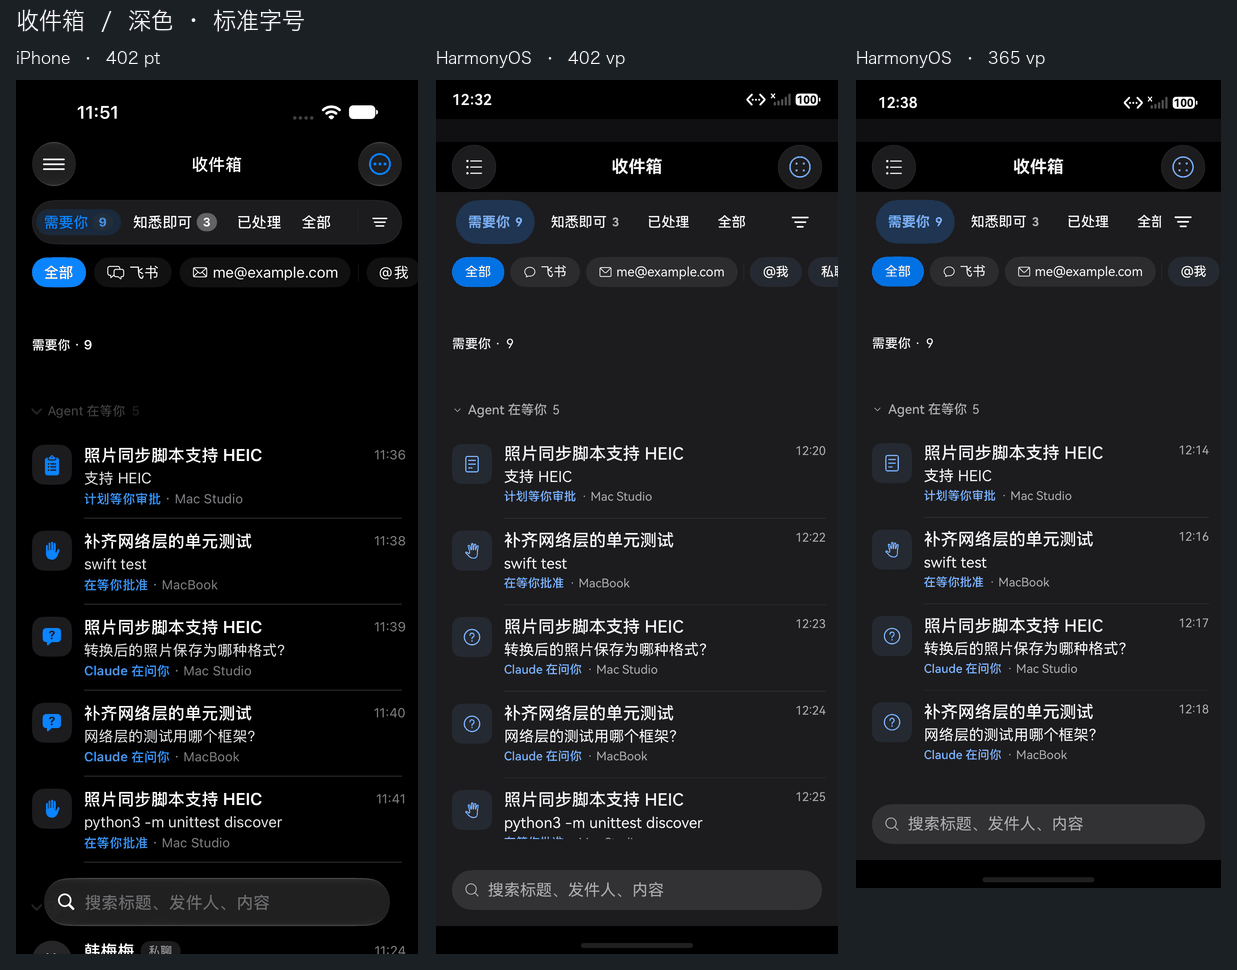 收件箱 / 深色 · 标准字号
iPhone · 402 pt
11:51
收件箱
需要你 9 知悉即可 3 已处理 全部
全部 飞书 me@example.com @我
需要你 · 9
Agent 在等你 5
照片同步脚本支持 HEIC 11:36
支持 HEIC
计划等你审批 · Mac Studio
补齐网络层的单元测试 11:38
swift test
在等你批准 · MacBook
照片同步脚本支持 HEIC 11:39
转换后的照片保存为哪种格式?
Claude 在问你 · Mac Studio
补齐网络层的单元测试 11:40
网络层的测试用哪个框架?
Claude 在问你 · MacBook
照片同步脚本支持 HEIC 11:41
python3 -m unittest discover
在等你批准 · Mac Studio
搜索标题、发件人、内容
韩梅梅 私聊 11:24
HarmonyOS · 402 vp
12:32 100
收件箱
需要你 9 知悉即可 3 已处理 全部
全部 飞书 me@example.com @我 私
需要你 · 9
Agent 在等你 5
照片同步脚本支持 HEIC 12:20
支持 HEIC
计划等你审批 · Mac Studio
补齐网络层的单元测试 12:22
swift test
在等你批准 · MacBook
照片同步脚本支持 HEIC 12:23
转换后的照片保存为哪种格式?
Claude 在问你 · Mac Studio
补齐网络层的单元测试 12:24
网络层的测试用哪个框架?
Claude 在问你 · MacBook
照片同步脚本支持 HEIC 12:25
python3 -m unittest discover
搜索标题、发件人、内容
HarmonyOS · 365 vp
12:38 100
收件箱
需要你 9 知悉即可 3 已处理 全部
全部 飞书 me@example.com @我
需要你 · 9
Agent 在等你 5
照片同步脚本支持 HEIC 12:14
支持 HEIC
计划等你审批 · Mac Studio
补齐网络层的单元测试 12:16
swift test
在等你批准 · MacBook
照片同步脚本支持 HEIC 12:17
转换后的照片保存为哪种格式?
Claude 在问你 · Mac Studio
补齐网络层的单元测试 12:18
网络层的测试用哪个框架?
Claude 在问你 · MacBook
搜索标题、发件人、内容